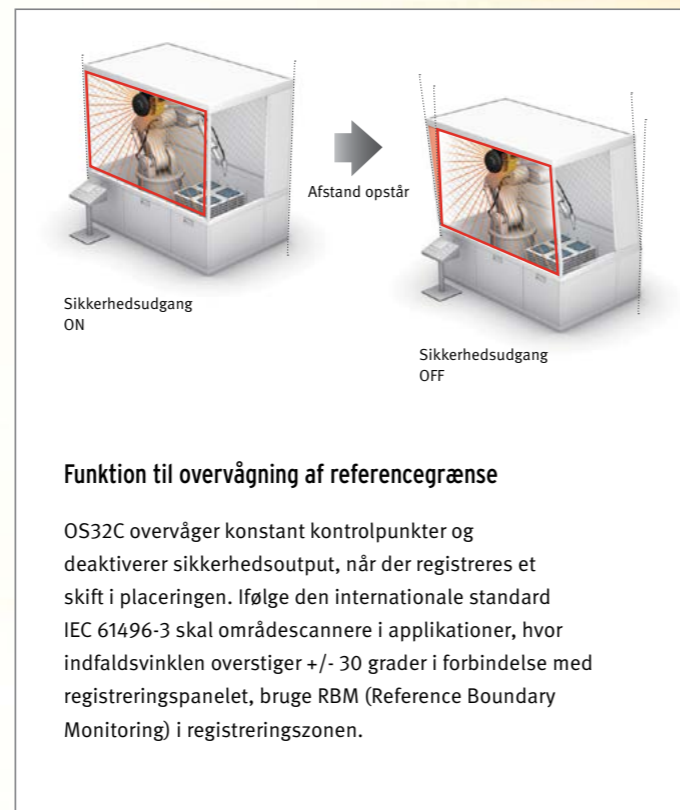 Afstand opstår
Sikkerhedsudgang
ON
Sikkerhedsudgang
OFF
Funktion til overvågning af referencegrænse
OS32C overvåger konstant kontrolpunkter og
deaktiverer sikkerhedsoutput, når der registreres et
skift i placeringen. Ifølge den internationale standard
IEC 61496-3 skal områdescannere i applikationer, hvor
indfaldsvinklen overstiger +/- 30 grader i forbindelse med
registreringspanelet, bruge RBM (Reference Boundary
Monitoring) i registreringszonen.